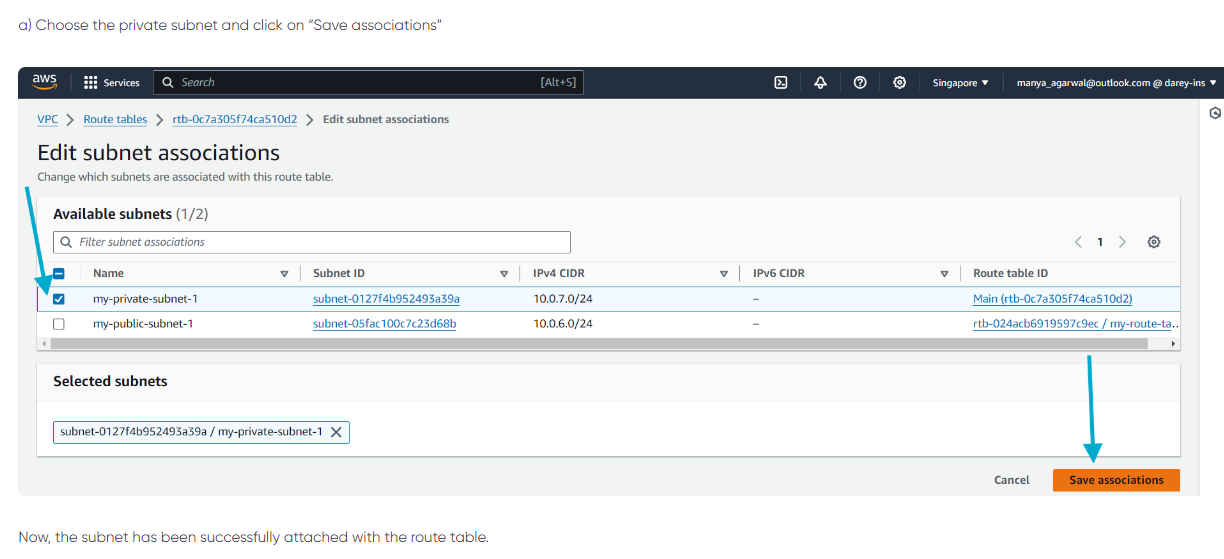 a) Choose the private subnet and click on “Save associations”
aws Services Search [Alt+S] Singapore ▼ manya_agarwal@outlook.com @ darey-ins ▼
VPC > Route tables > rtb-0c7a305f74ca510d2 > Edit subnet associations
Edit subnet associations
Change which subnets are associated with this route table.
Available subnets (1/2)
Filter subnet associations
< 1 >
Name Subnet ID IPv4 CIDR IPv6 CIDR Route table ID
my-private-subnet-1 subnet-0127f4b952493a39a 10.0.7.0/24 – Main (rtb-0c7a305f74ca510d2)
my-public-subnet-1 subnet-05fac100c7c23d68b 10.0.6.0/24 – rtb-024acb6919597c9ec / my-route-ta..
Selected subnets
subnet-0127f4b952493a39a / my-private-subnet-1 X
Cancel Save associations
Now, the subnet has been successfully attached with the route table.